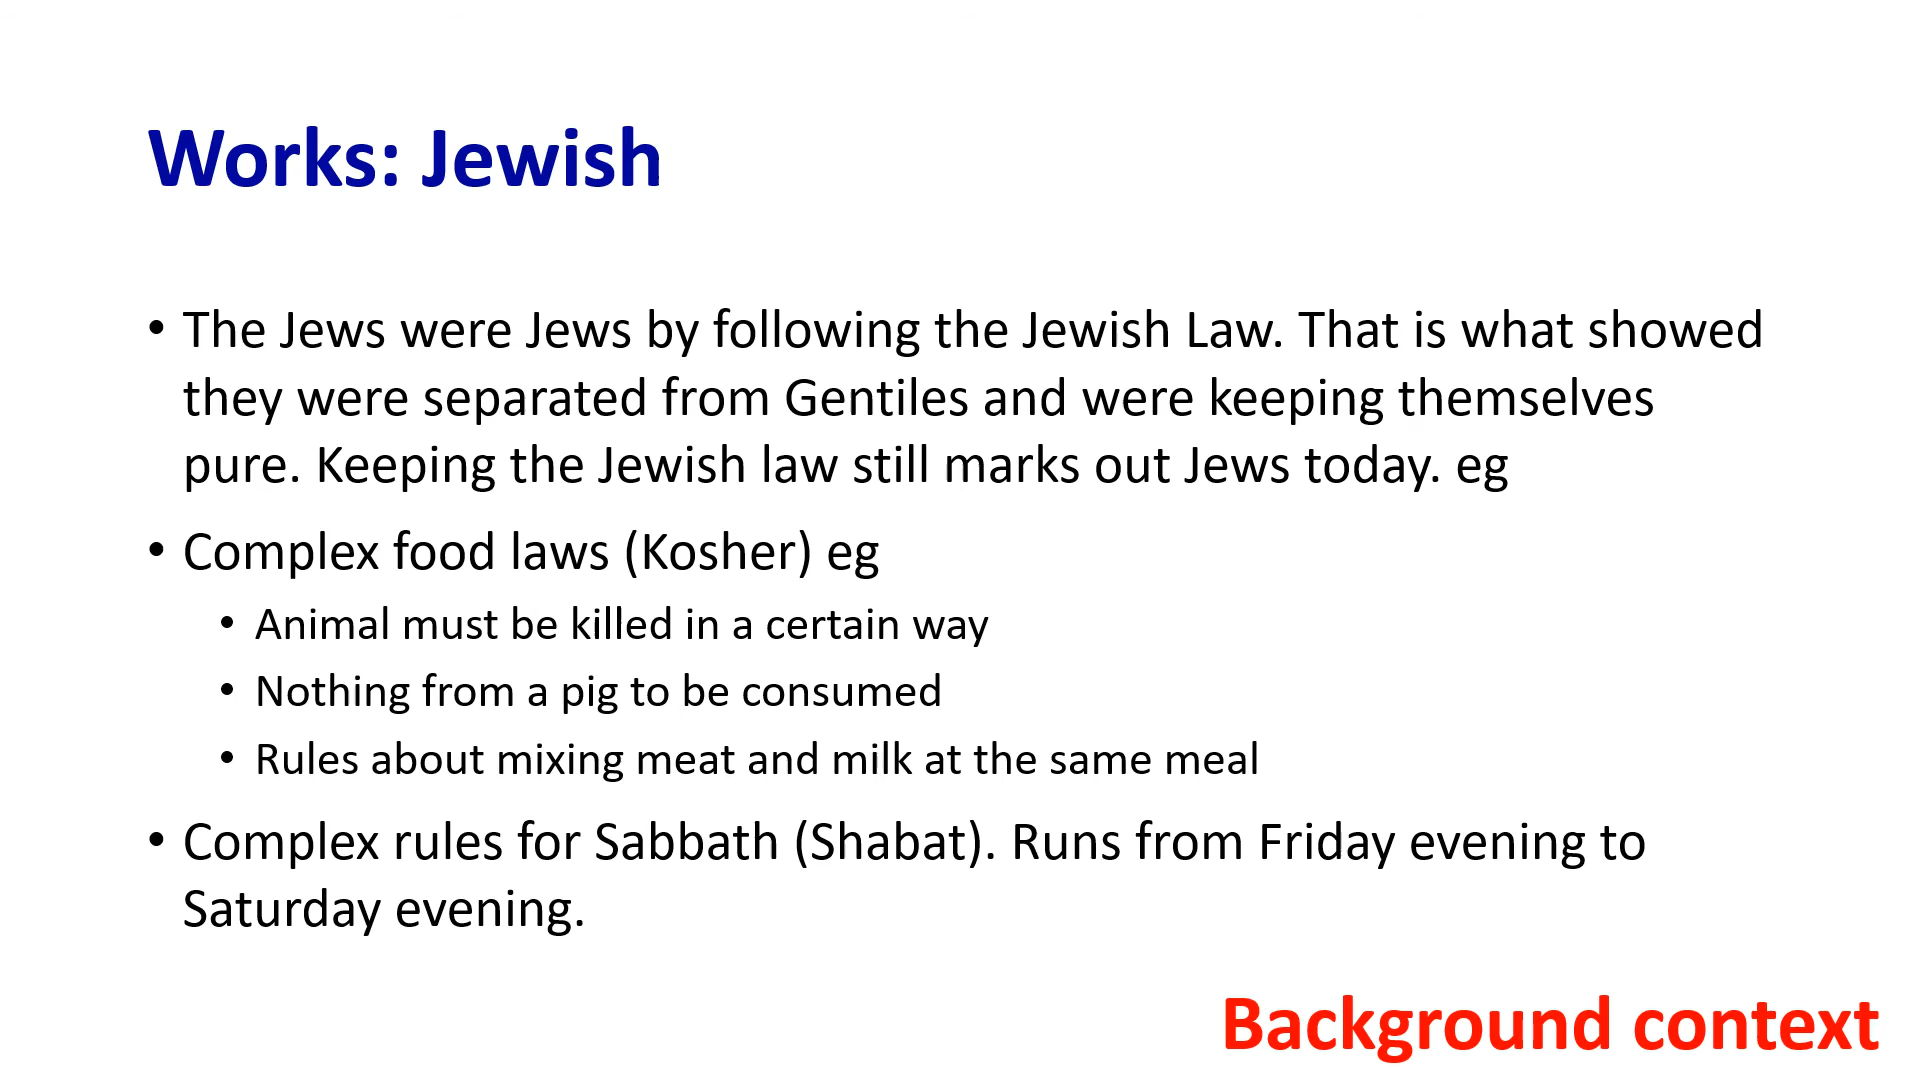 Works: Jewish
• The Jews were Jews by following the Jewish Law. That is what showed
they were separated from Gentiles and were keeping themselves
pure. Keeping the Jewish law still marks out Jews today. eg
• Complex food laws (Kosher) eg
• Animal must be killed in a certain way
• Nothing from a pig to be consumed
• Rules about mixing meat and milk at the same meal
• Complex rules for Sabbath (Shabat). Runs from Friday evening to
Saturday evening.
Background context